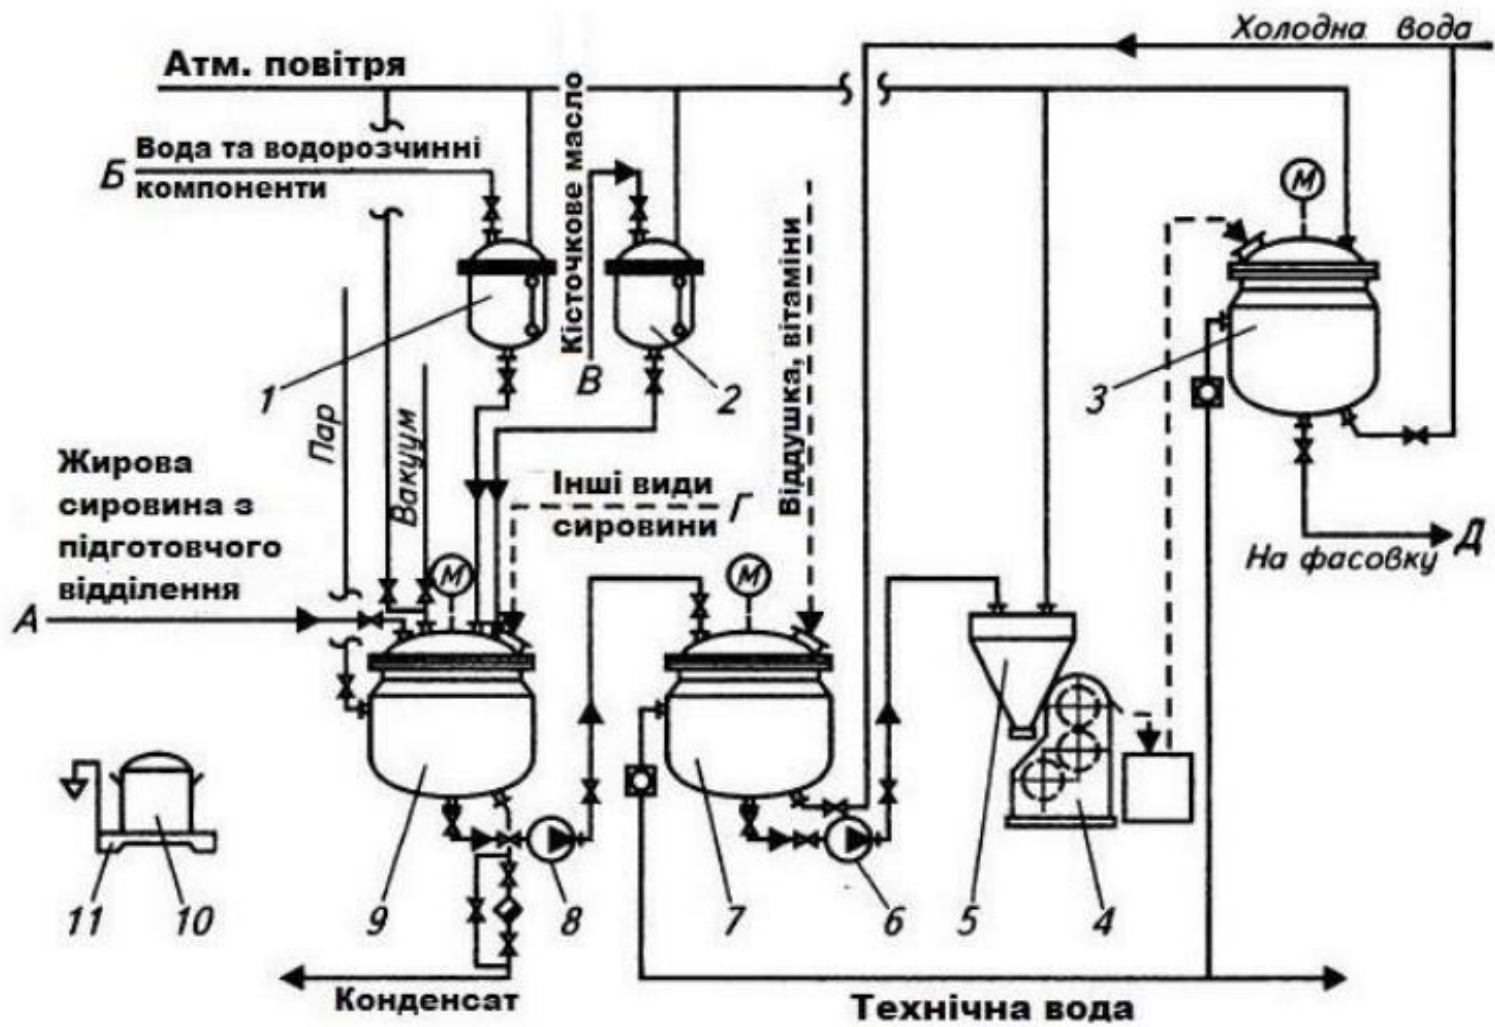 Холодна вода
Атм. повітря
Б
Вода та водорозчинні
компоненти
Кісточкове масло
В
Віддушка, вітаміни
М
1
2
3
Пар
Вакуум
Жирова
сировина з
підготовчого
відділення
А
Інші види
сировини
Г
На фасовку
Д
М
М
5
4
11
10
9
8
7
6
Конденсат
Технічна вода